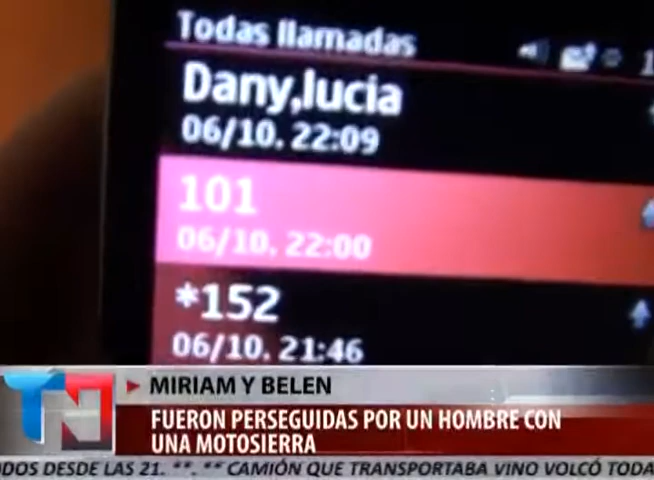 Todas llamadas
1
Dany,lucia
06/10. 22:09
101
06/10. 22:00
*152
06/10. 21:46
TN
MIRIAM Y BELEN
FUERON PERSEGUIDAS POR UN HOMBRE CON
UNA MOTOSIERRA
DESDE LAS 21. **. ** CAMIÓN QUE TRANSPORTABA VINO VOLCÓ TODA